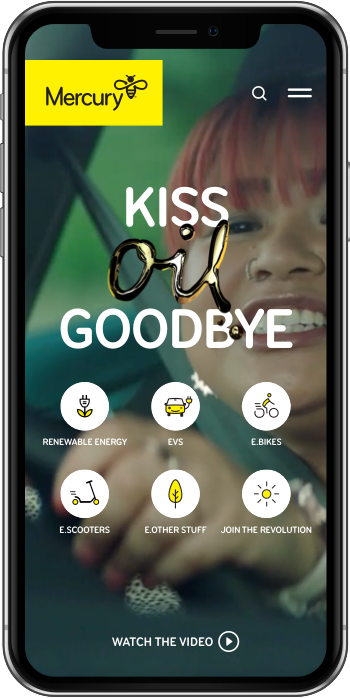 Mercury
KISS
oil
GOODBYE
RENEWABLE ENERGY
EVS
E.BIKES
E.SCOOTERS
E.OTHER STUFF
JOIN THE REVOLUTION
WATCH THE VIDEO